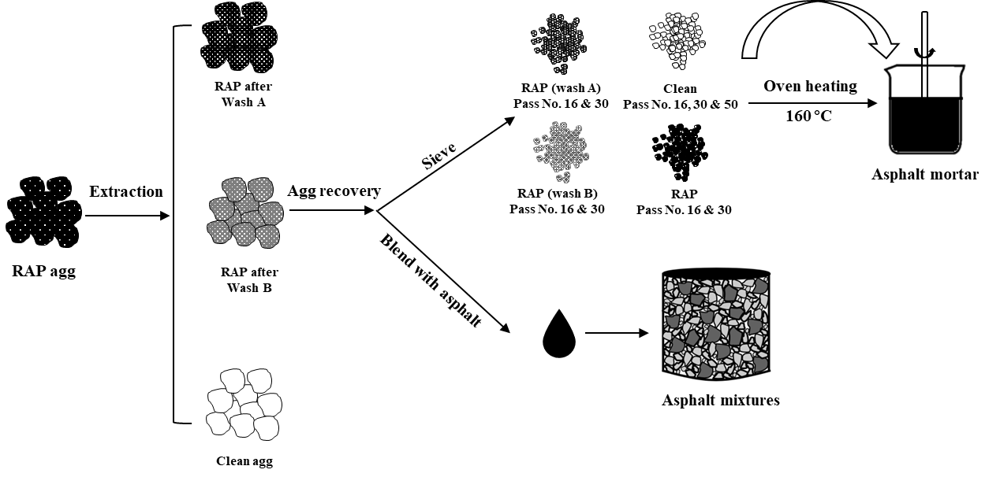 RAP agg
Extraction
RAP after
Wash A
RAP after
Wash B
Clean agg
Agg recovery
Sieve
Blend with asphalt
RAP (wash A)
Pass No. 16 & 30
Clean
Pass No. 16, 30 & 50
RAP (wash B)
Pass No. 16 & 30
RAP
Pass No. 16 & 30
Oven heating
160 °C
Asphalt mortar
Asphalt mixtures